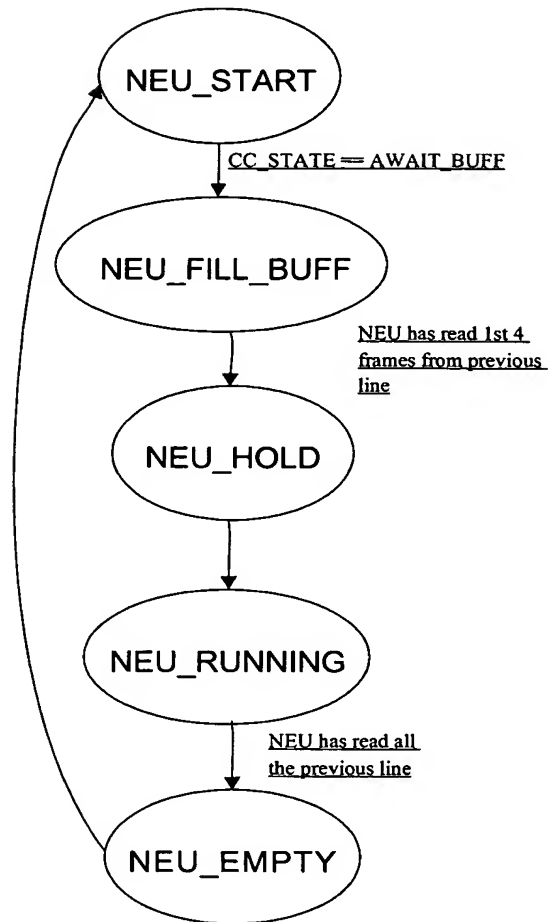 NEU_START
CC_STATE == AWAIT_BUFF
NEU_FILL_BUFF
NEU has read 1st 4
frames from previous
line
NEU_HOLD
NEU_RUNNING
NEU has read all
the previous line
NEU_EMPTY